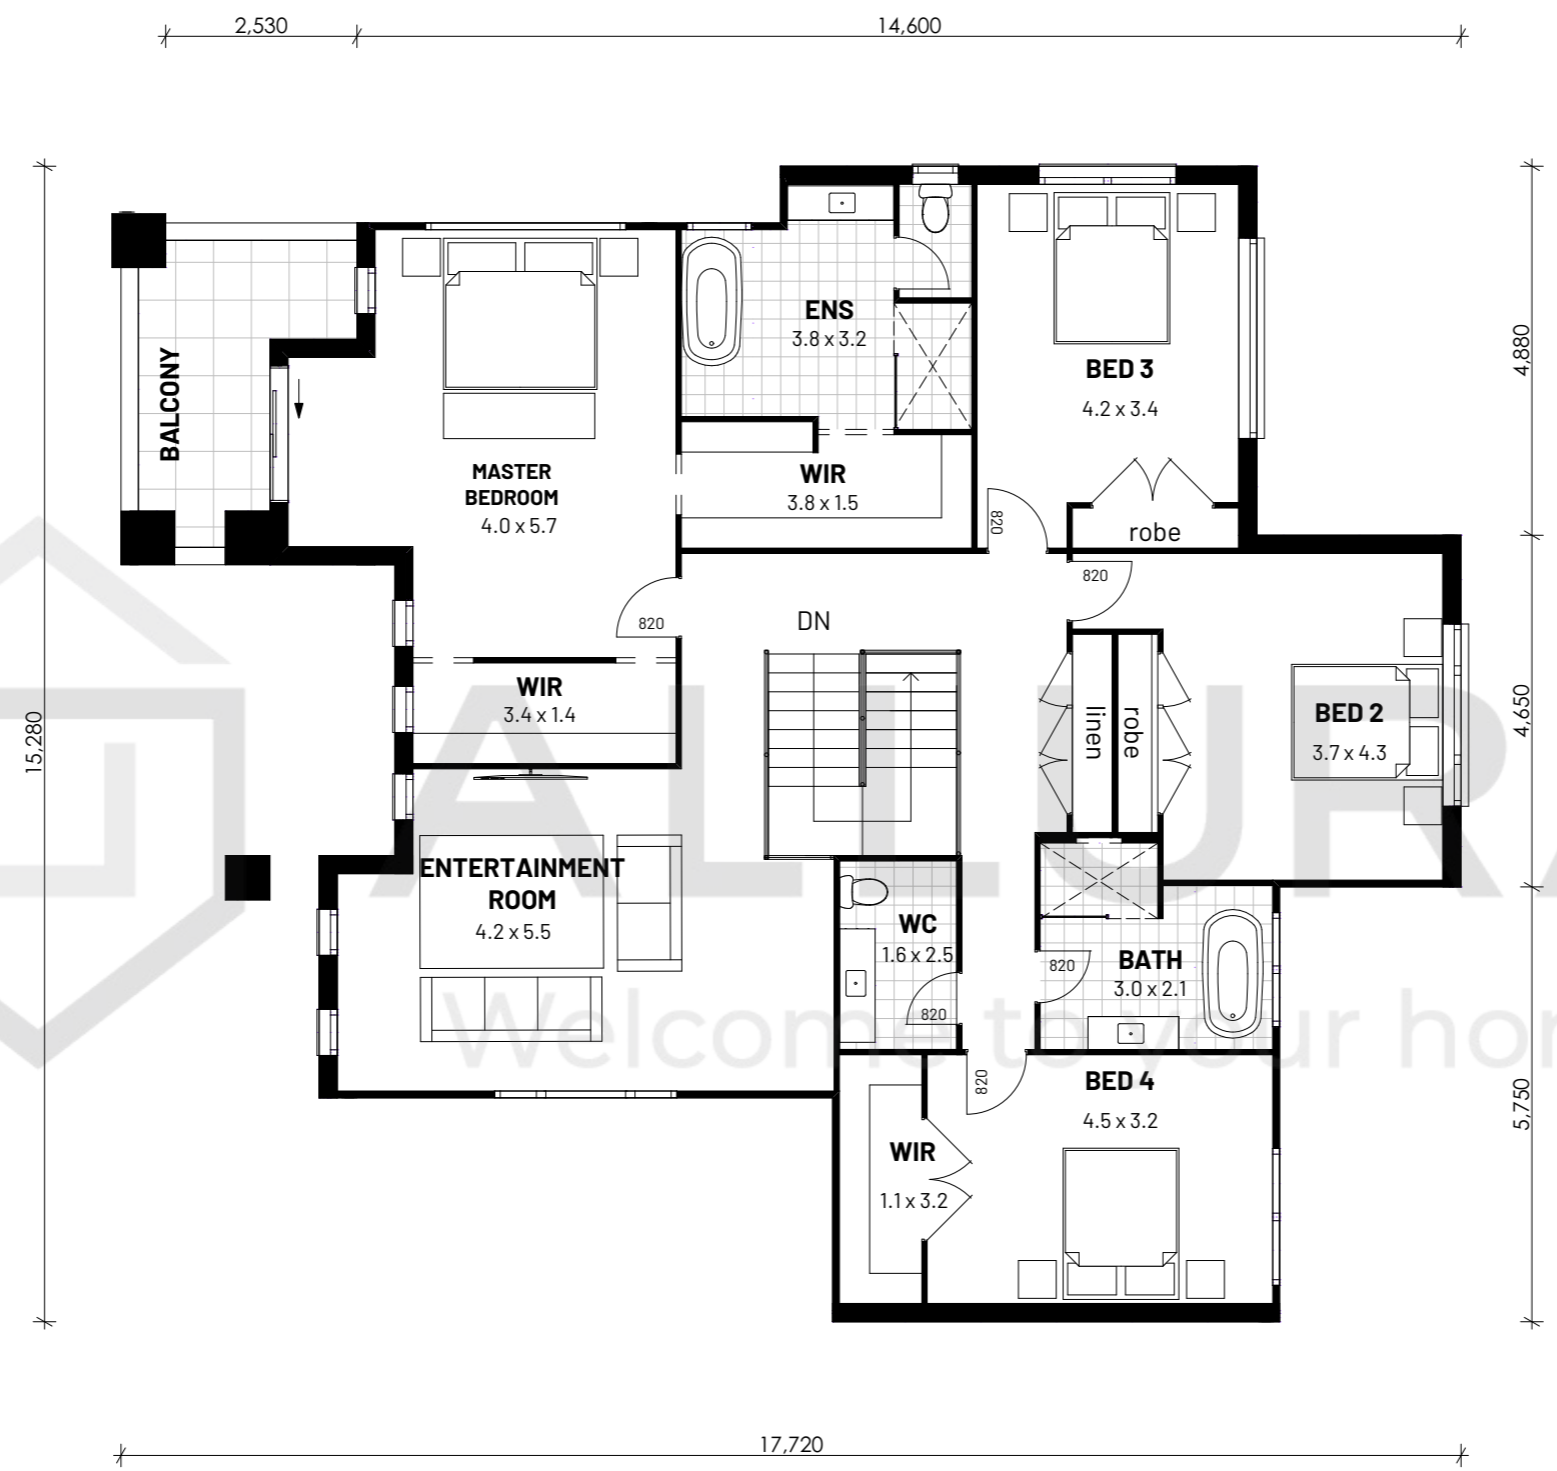 2,530
14,600
ENS
3.8 x 3.2
BED 3
4.2 x 3.4
4,880
BALCONY
MASTER
BEDROOM
4.0 x 5.7
WIR
3.8 x 1.5
820
robe
820
820
DN
WIR
3.4 x 1.4
linen
robe
BED 2
3.7 x 4.3
4,650
15,280
ALLURA
ENTERTAINMENT
ROOM
4.2 x 5.5
WC
1.6 x 2.5
820
820
BATH
3.0 x 2.1
Welcome to your
820
BED 4
4.5 x 3.2
5,750
WIR
1.1 x 3.2
17,720